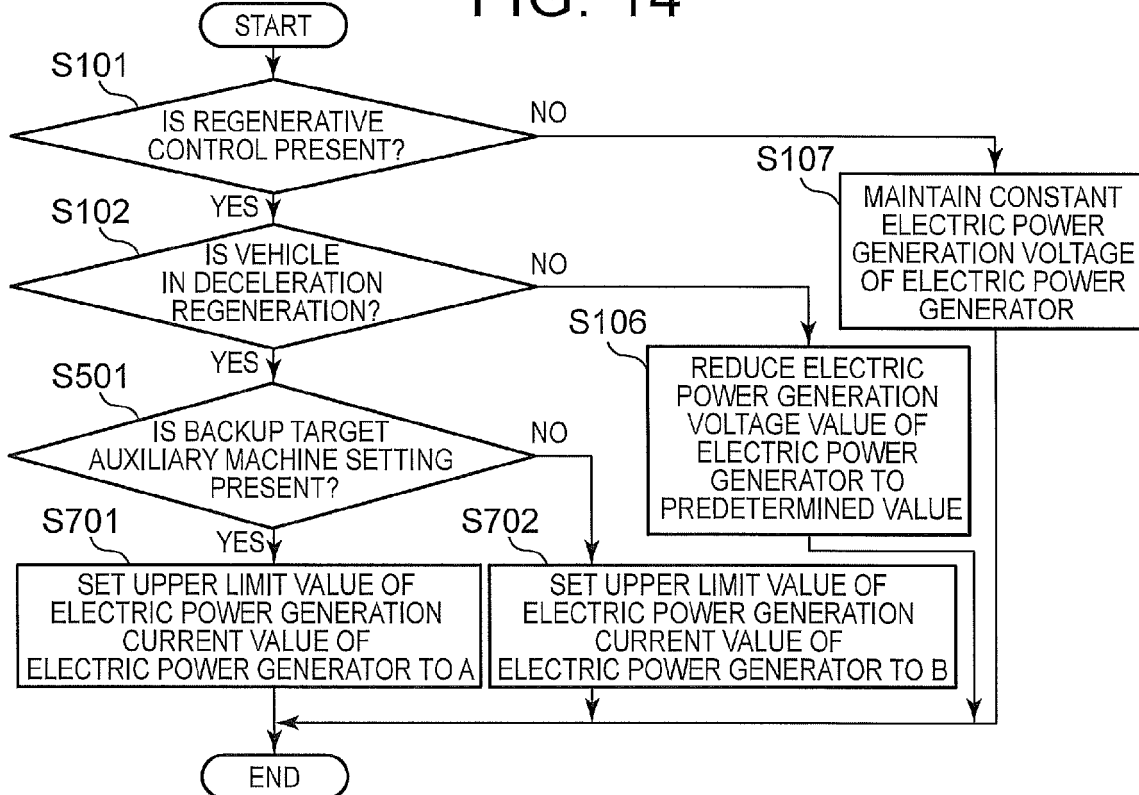 FIG. 14
START
S101
IS REGENERATIVE
CONTROL PRESENT?
NO
YES
S107
MAINTAIN CONSTANT
ELECTRIC POWER
GENERATION VOLTAGE
OF ELECTRIC POWER
GENERATOR
S102
IS VEHICLE
IN DECELERATION
REGENERATION?
NO
YES
S106
REDUCE ELECTRIC
POWER GENERATION
VOLTAGE VALUE OF
ELECTRIC POWER
GENERATOR TO
PREDETERMINED VALUE
S501
IS BACKUP TARGET
AUXILIARY MACHINE SETTING
PRESENT?
NO
YES
S701
SET UPPER LIMIT VALUE OF
ELECTRIC POWER GENERATION
CURRENT VALUE OF
ELECTRIC POWER GENERATOR TO A
S702
SET UPPER LIMIT VALUE OF
ELECTRIC POWER GENERATION
CURRENT VALUE OF
ELECTRIC POWER GENERATOR TO B
END